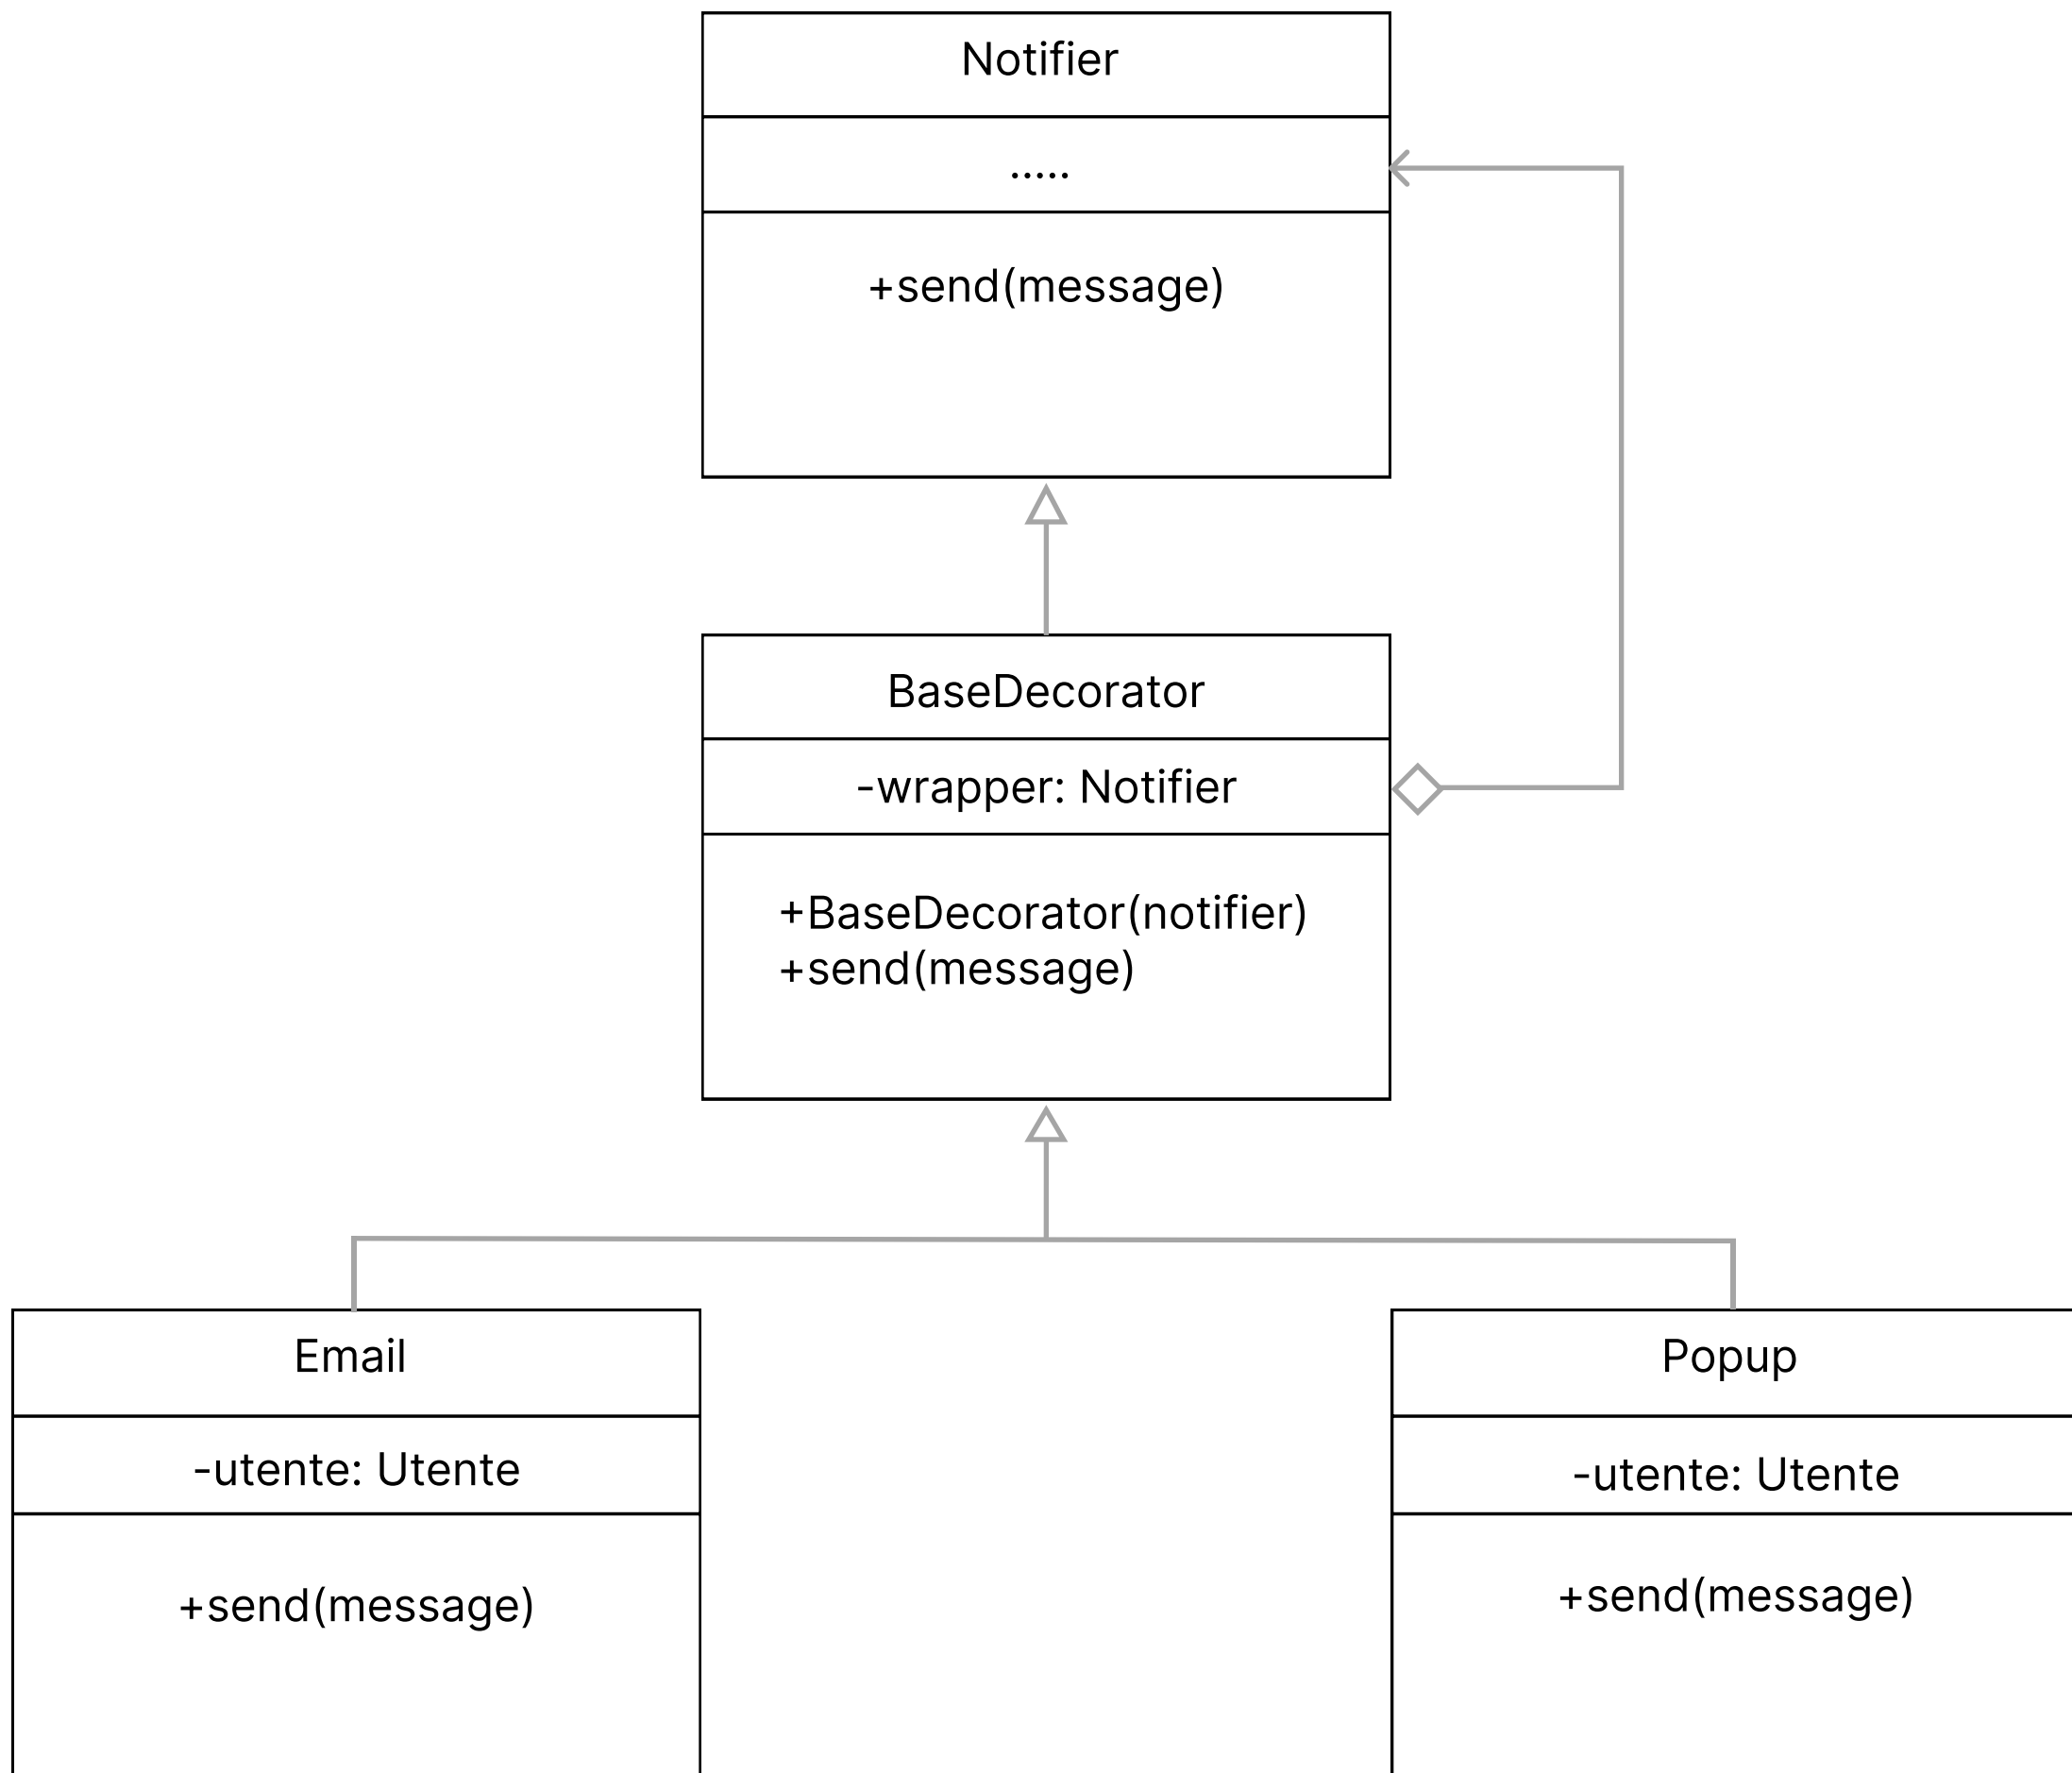 Notifier
.....
+send(message)
BaseDecorator
-wrapper: Notifier
+BaseDecorator(notifier)
+send(message)
Email
-utente: Utente
+send(message)
Popup
-utente: Utente
+send(message)